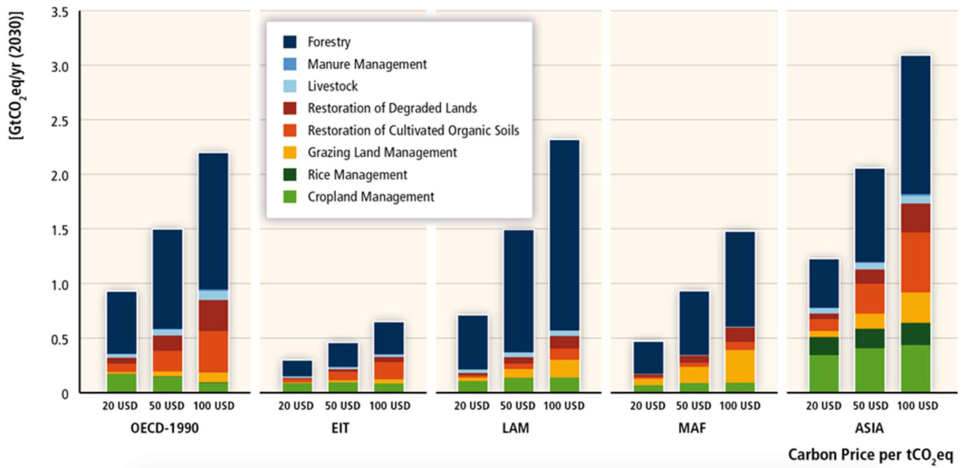 [GtCO2eq/yr (2030)]
3.5
3.0
2.5
2.0
1.5
1.0
0.5
0
Forestry
Manure Management
Livestock
Restoration of Degraded Lands
Restoration of Cultivated Organic Soils
Grazing Land Management
Rice Management
Cropland Management
20 USD 50 USD 100 USD 20 USD 50 USD 100 USD 20 USD 50 USD 100 USD 20 USD 50 USD 100 USD 20 USD 50 USD 100 USD
OECD-1990 EIT LAM MAF ASIA
Carbon Price per tCO2eq